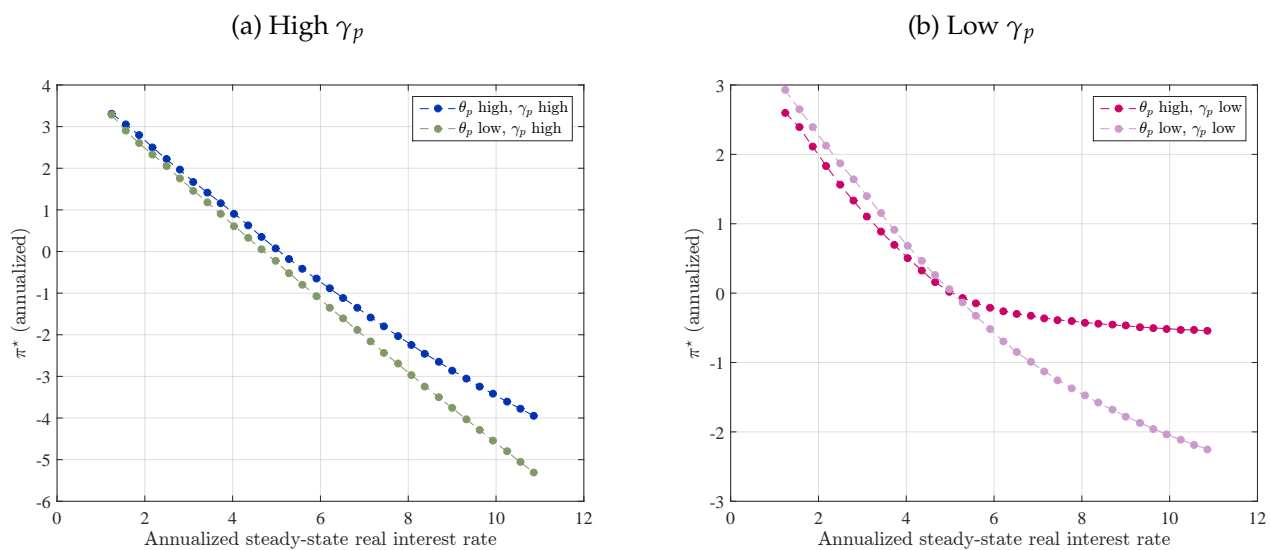 (a) High γₚ
(b) Low γₚ
θₚ high, γₚ high
θₚ low, γₚ high
4
3
2
1
0
-1
-2
-3
-4
-5
-6
π* (annualized)
0 2 4 6 8 10 12
Annualized steady-state real interest rate
θₚ high, γₚ low
θₚ low, γₚ low
3
2
1
0
-1
-2
-3
π* (annualized)
0 2 4 6 8 10 12
Annualized steady-state real interest rate